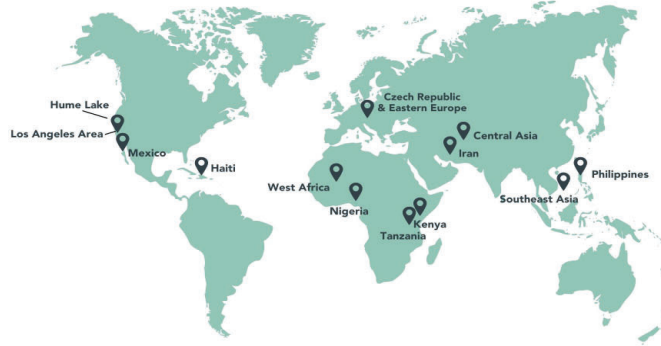 Hume Lake
Los Angeles Area
Mexico
Haiti
Czech Republic
& Eastern Europe
Central Asia
Iran
West Africa
Nigeria
Kenya
Tanzania
Philippines
Southeast Asia